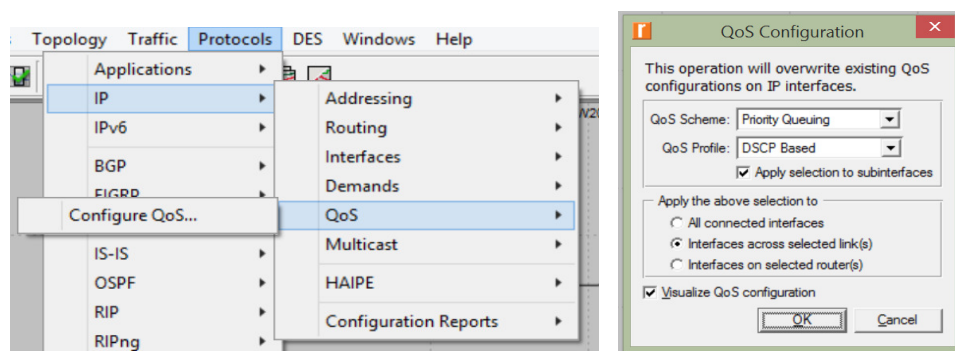 Topology Traffic Protocols DES Windows Help
Applications
IP
IPv6
BGP
EIGRP
Configure QoS...
IS-IS
OSPF
RIP
RIPng
Addressing
Routing
Interfaces
Demands
QoS
Multicast
HAIPE
Configuration Reports
QoS Configuration
This operation will overwrite existing QoS
configurations on IP interfaces.
QoS Scheme: Priority Queuing
QoS Profile: DSCP Based
Apply selection to subinterfaces
Apply the above selection to
All connected interfaces
Interfaces across selected link(s)
Interfaces on selected router(s)
Visualize QoS configuration
OK Cancel